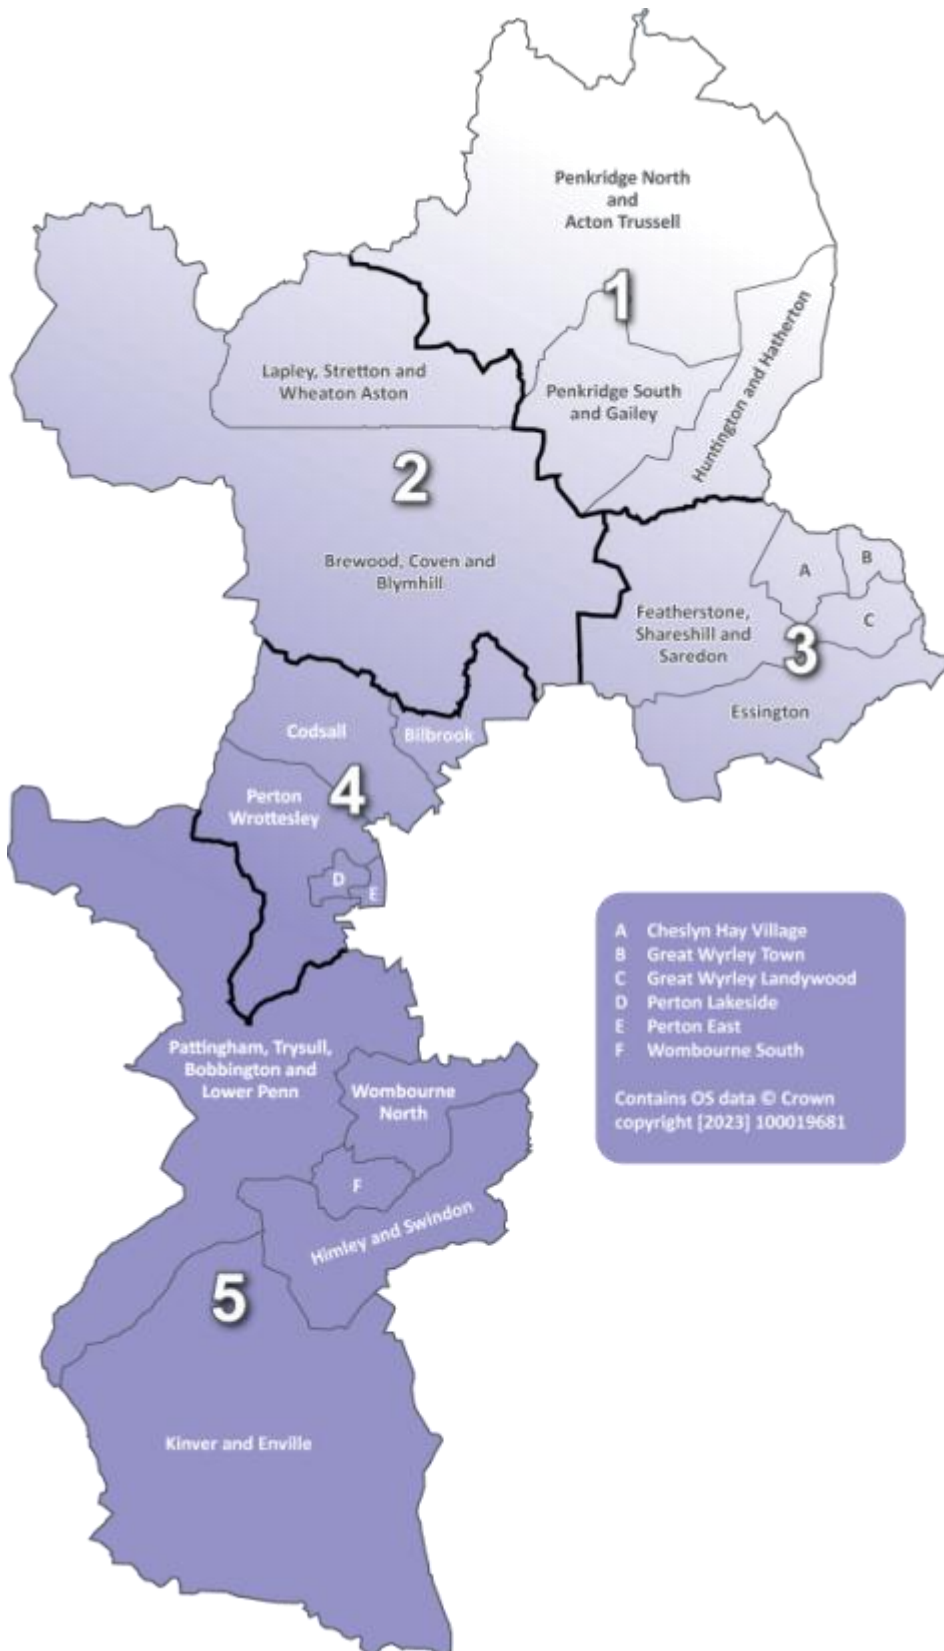 Penkridge North
and
Acton Trussell
1
Huntington and Hatherton
Lapley, Stretton and
Wheaton Aston
Penkridge South
and Gailey
2
Brewood, Coven and
Blymhill
A
B
C
Featherstone,
Shareshill and
Saredon
3
Essington
Codsall
Bilbrook
4
Perton
Wrottesley
D
E
A Cheslyn Hay Village
B Great Wyrley Town
C Great Wyrley Landywood
D Perton Lakeside
E Perton East
F Wombourne South
Contains OS data © Crown
copyright [2023] 100019681
Pattingham, Trysull,
Bobbington and
Lower Penn
Wombourne
North
F
Himley and Swindon
5
Kinver and Enville